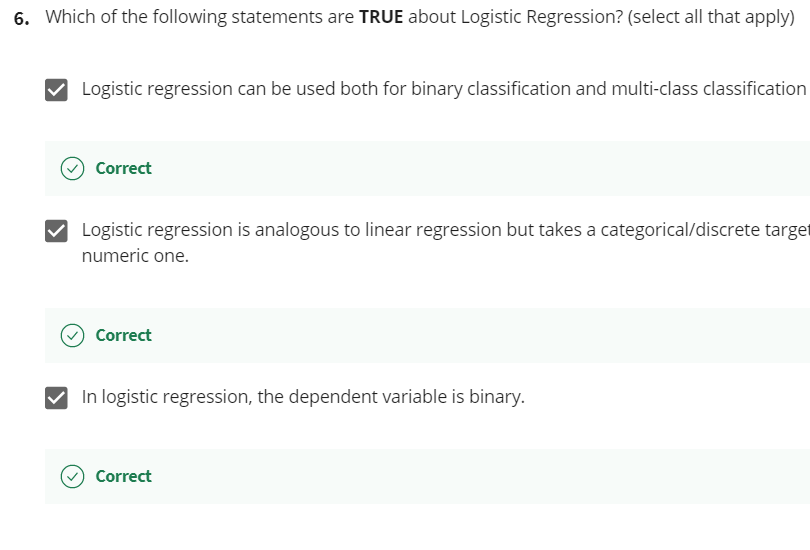 6. Which of the following statements are TRUE about Logistic Regression? (select all that apply)
Logistic regression can be used both for binary classification and multi-class classification
Correct
Logistic regression is analogous to linear regression but takes a categorical/discrete target
numeric one.
Correct
In logistic regression, the dependent variable is binary.
Correct